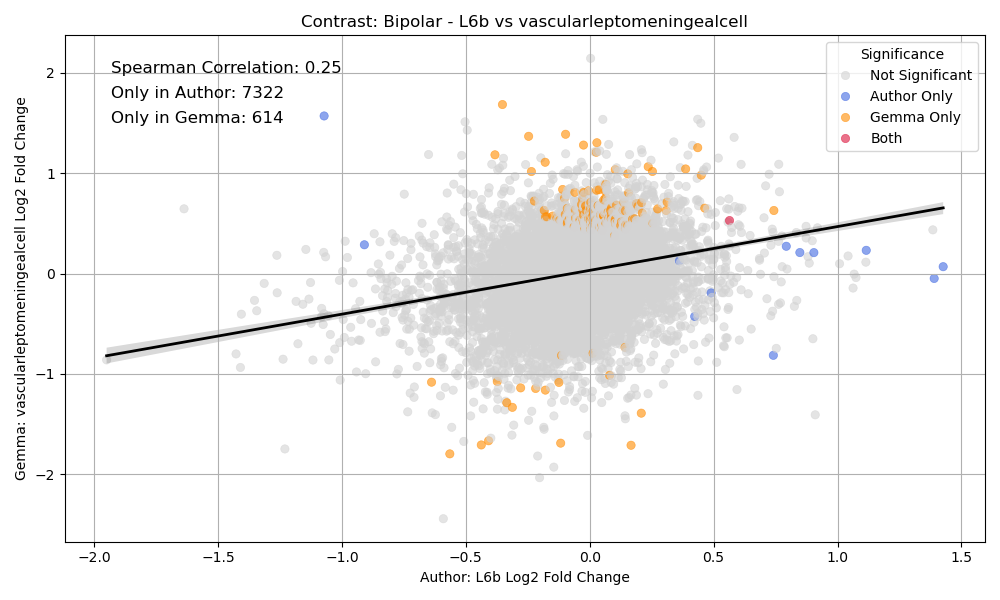 Contrast: Bipolar - L6b vs vascularleptomeningealcell
Spearman Correlation: 0.25
Only in Author: 7322
Only in Gemma: 614
Significance
Not Significant
Author Only
Gemma Only
Both
Gemma: vascularleptomeningealcell Log2 Fold Change
2
1
0
−1
−2
−2.0 −1.5 −1.0 −0.5 0.0 0.5 1.0 1.5
Author: L6b Log2 Fold Change